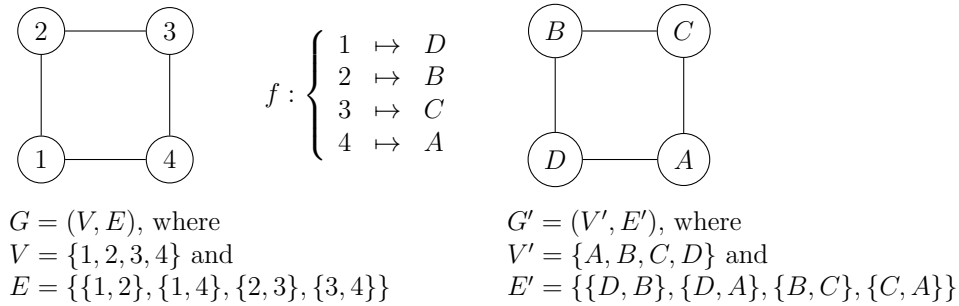 2 3
1 4
f : { 1 ↦ D
2 ↦ B
3 ↦ C
4 ↦ A
B C
D A
G = (V, E), where
V = {1, 2, 3, 4} and
E = {{1, 2}, {1, 4}, {2, 3}, {3, 4}}
G′ = (V′, E′), where
V′ = {A, B, C, D} and
E′ = {{D, B}, {D, A}, {B, C}, {C, A}}